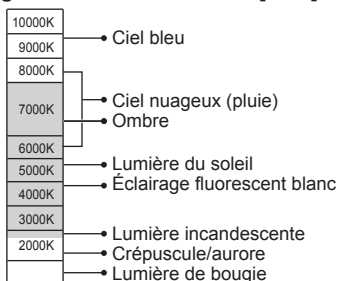 10000K
9000K
Ciel bleu
8000K
7000K
Ciel nuageux (pluie)
Ombre
6000K
5000K
Lumière du soleil
4000K
Éclairage fluorescent blanc
3000K
Lumière incandescente
2000K
Crépuscule/aurore
Lumière de bougie